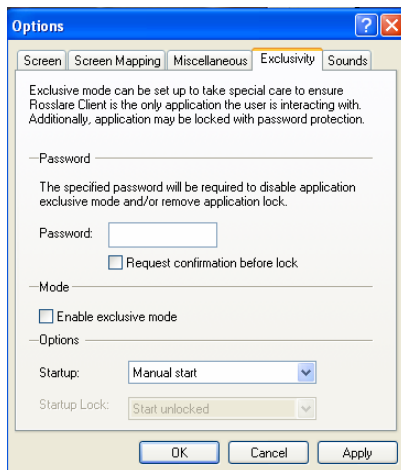 Options
Screen Screen Mapping Miscellaneous Exclusivity Sounds
Exclusive mode can be set up to take special care to ensure
Rosslare Client is the only application the user is interacting with.
Additionally, application may be locked with password protection.
Password
The specified password will be required to disable application
exclusive mode and/or remove application lock.
Password:
Request confirmation before lock
Mode
Enable exclusive mode
Options
Startup: Manual start
Startup Lock: Start unlocked
OK Cancel Apply